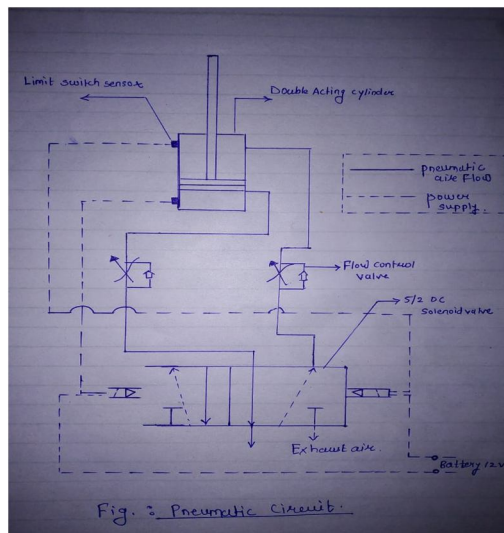 Limit switch sensor
Double Acting cylinder
pneumatic
air Flow
power
supply
Flow control
valve
5/2 DC
Solenoid valve
Exhaust air
Battery 12V
Fig. : Pneumatic Circuit.